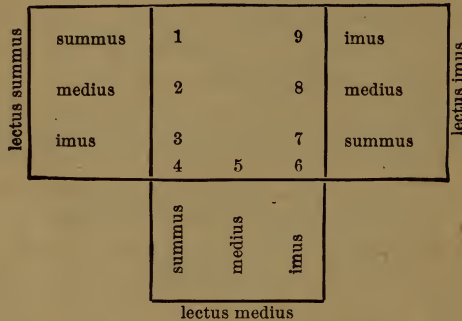 lectus summus
summus 1 9 imus
medius 2 8 medius
imus 3 7 summus
4 5 6
lectus imus
summus
medius
imus
lectus medius